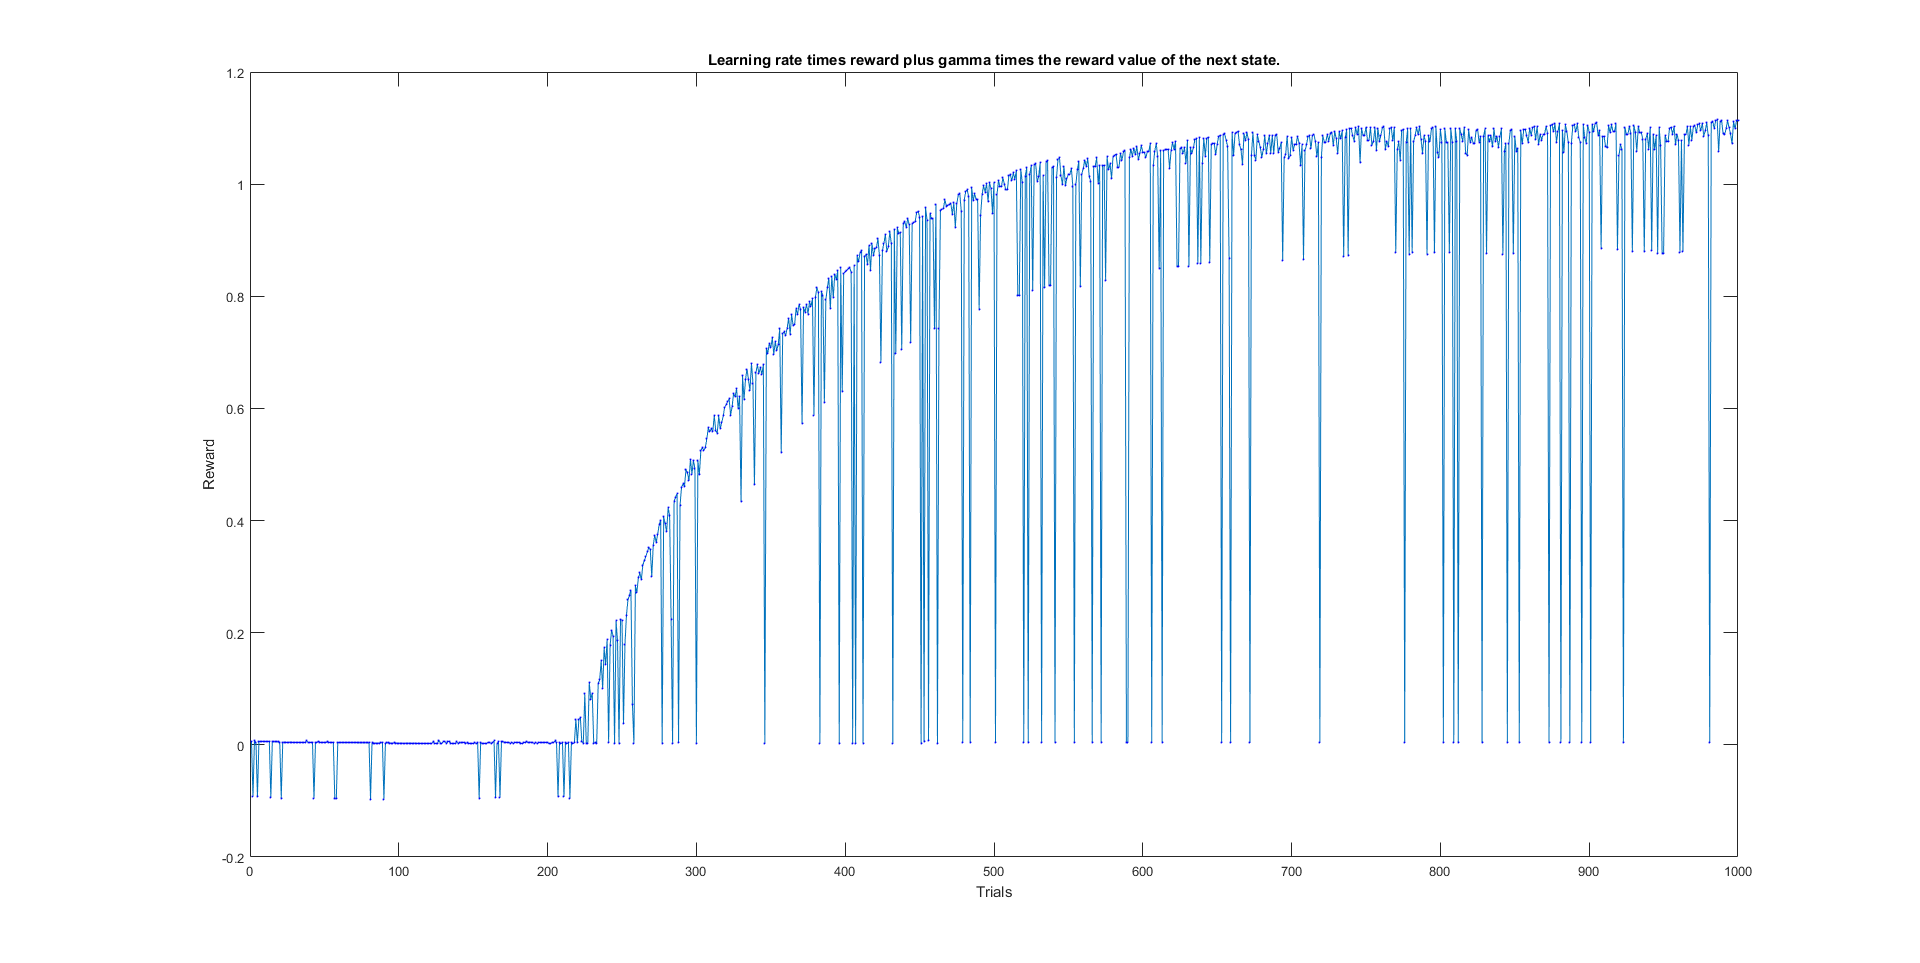 Learning rate times reward plus gamma times the reward value of the next state.
1.2
1
0.8
0.6
0.4
0.2
0
-0.2
Reward
0 100 200 300 400 500 600 700 800 900 1000
Trials